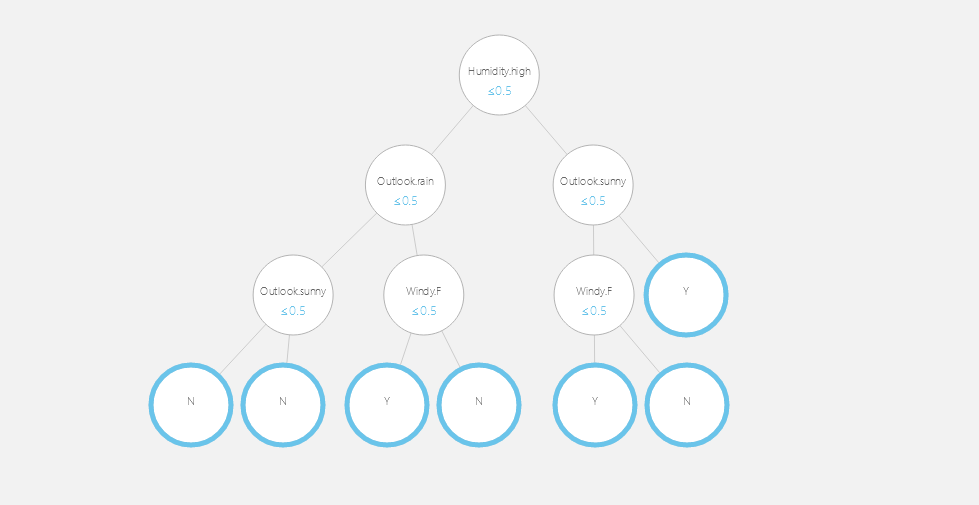 Humidity.high
≤0.5
Outlook.rain
≤0.5
Outlook.sunny
≤0.5
Outlook.sunny
≤0.5
Windy.F
≤0.5
Windy.F
≤0.5
Y
N
N
Y
N
Y
N